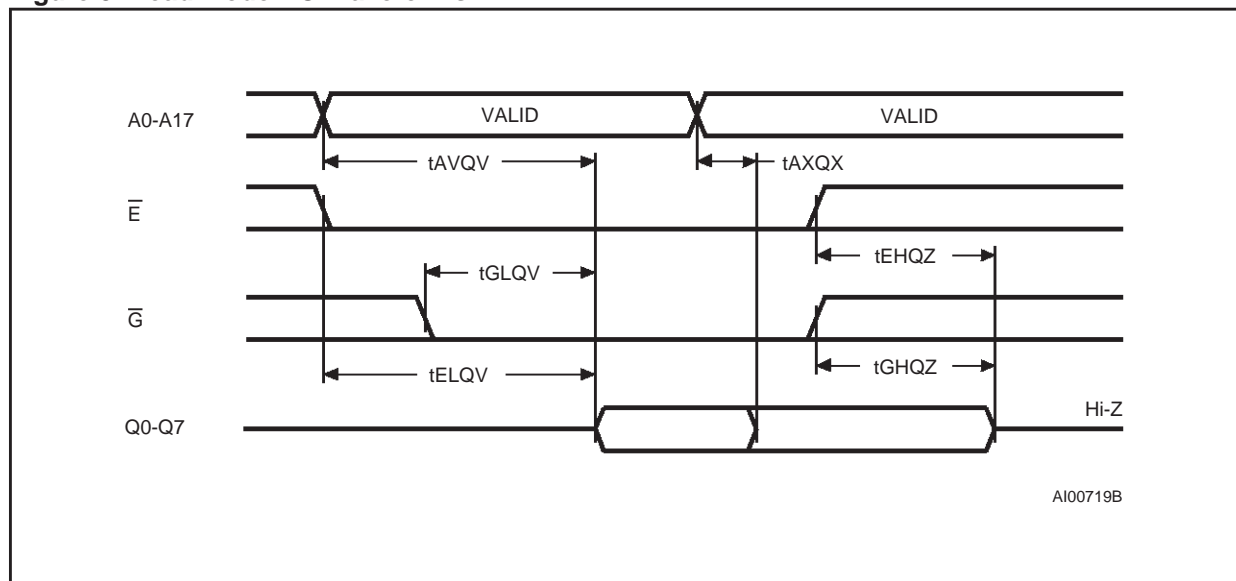 A0-A17
VALID
VALID
tAVQV
tAXQX
E
tEHQZ
tGLQV
G
tGHQZ
tELQV
Q0-Q7
Hi-Z
AI00719B